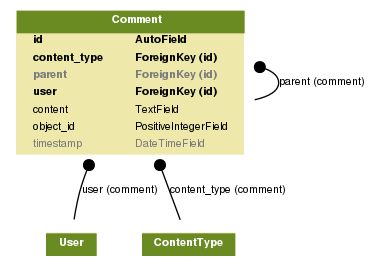 Comment
id AutoField
content_type ForeignKey (id)
parent ForeignKey (id)
user ForeignKey (id)
content TextField
object_id PositiveIntegerField
timestamp DateTimeField
parent (comment)
user (comment)
content_type (comment)
User
ContentType